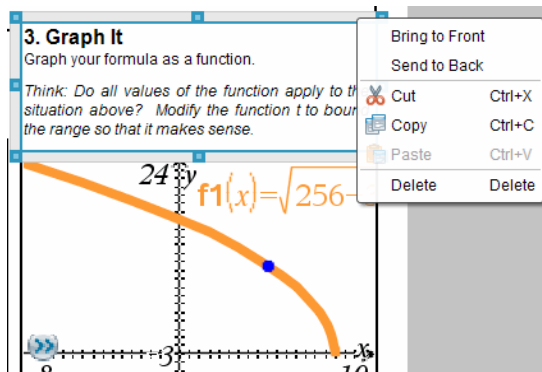 3. Graph It
Graph your formula as a function.
Think: Do all values of the function apply to th
situation above? Modify the function t to bour
the range so that it makes sense.
Bring to Front
Send to Back
Cut Ctrl+X
Copy Ctrl+C
Paste Ctrl+V
Delete Delete
24 y
f1(x)=√256-
-3
x
-8
10